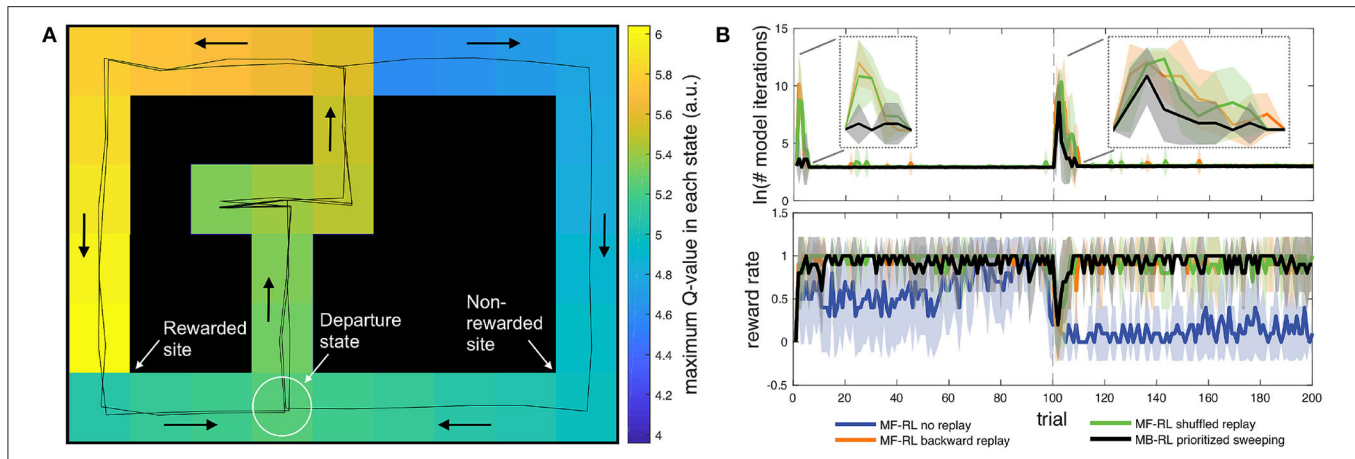 A
6
5.8
5.6
5.4
5.2
5
4.8
4.6
4.4
4.2
4
maximum Q-value in each state (a.u.)
Rewarded
site
Departure
state
Non-
rewarded
site
B
15
10
5
0
ln(# model iterations)
1.5
1
0.5
0
-0.5
reward rate
0 20 40 60 80 100 120 140 160 180 200
trial
MF-RL no replay
MF-RL backward replay
MF-RL shuffled replay
MB-RL prioritized sweeping